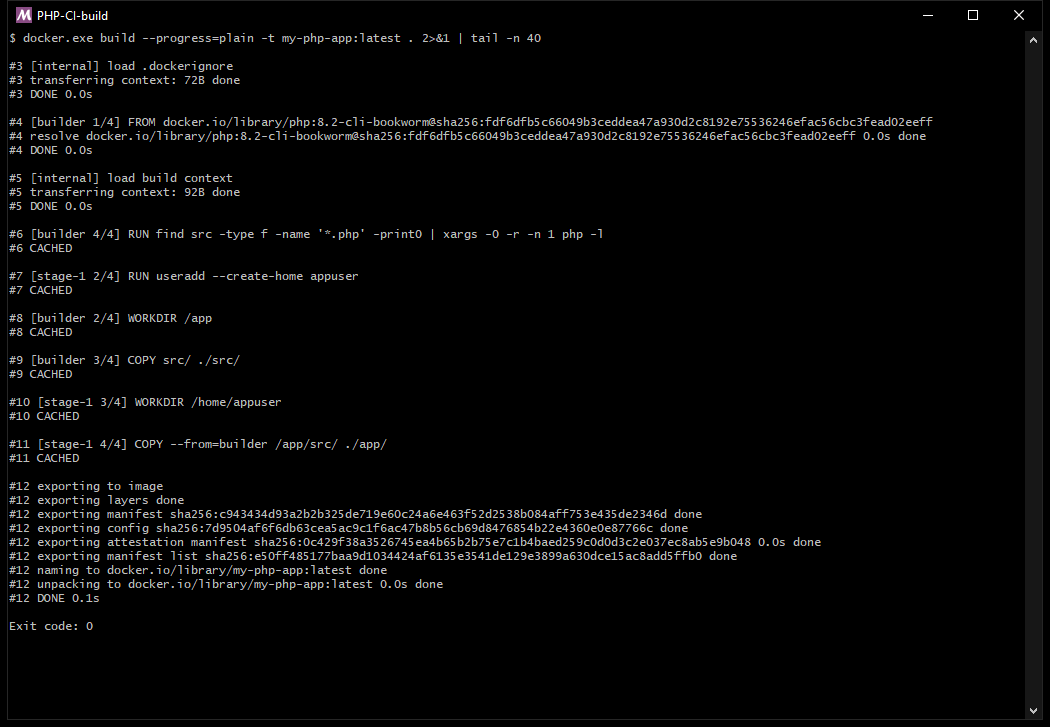 PHP-CI-build
$ docker.exe build --progress=plain -t my-php-app:latest . 2>&1 | tail -n 40
#3 [internal] load .dockerignore
#3 transferring context: 72B done
#3 DONE 0.0s
#4 [builder 1/4] FROM docker.io/library/php:8.2-cli-bookworm@sha256:fdf6dfb5c66049b3ceddea47a930d2c8192e75536246efac56cbc3fead02eeff
#4 resolve docker.io/library/php:8.2-cli-bookworm@sha256:fdf6dfb5c66049b3ceddea47a930d2c8192e75536246efac56cbc3fead02eeff 0.0s done
#4 DONE 0.0s
#5 [internal] load build context
#5 transferring context: 92B done
#5 DONE 0.0s
#6 [builder 4/4] RUN find src -type f -name '*.php' -print0 | xargs -0 -r -n 1 php -l
#6 CACHED
#7 [stage-1 2/4] RUN useradd --create-home appuser
#7 CACHED
#8 [builder 2/4] WORKDIR /app
#8 CACHED
#9 [builder 3/4] COPY src/ ./src/
#9 CACHED
#10 [stage-1 3/4] WORKDIR /home/appuser
#10 CACHED
#11 [stage-1 4/4] COPY --from=builder /app/src/ ./app/
#11 CACHED
#12 exporting to image
#12 exporting layers done
#12 exporting manifest sha256:c943434d93a2b2b325de719e60c24a6e463f52d2538b084aff753e435de2346d done
#12 exporting config sha256:7d9504af6f6db63cea5ac9c1f6ac47b8b56cb69d8476854b22e4360e0e87766c done
#12 exporting attestation manifest sha256:0c429f38a3526745ea4b65b2b75e7c1b4baed259c0d0d3c2e037ec8ab5e9b048 0.0s done
#12 exporting manifest list sha256:e50ff485177baa9d1034424af6135e3541de129e3899a630dce15ac8add5ffb0 done
#12 naming to docker.io/library/my-php-app:latest done
#12 unpacking to docker.io/library/my-php-app:latest 0.0s done
#12 DONE 0.1s
Exit code: 0